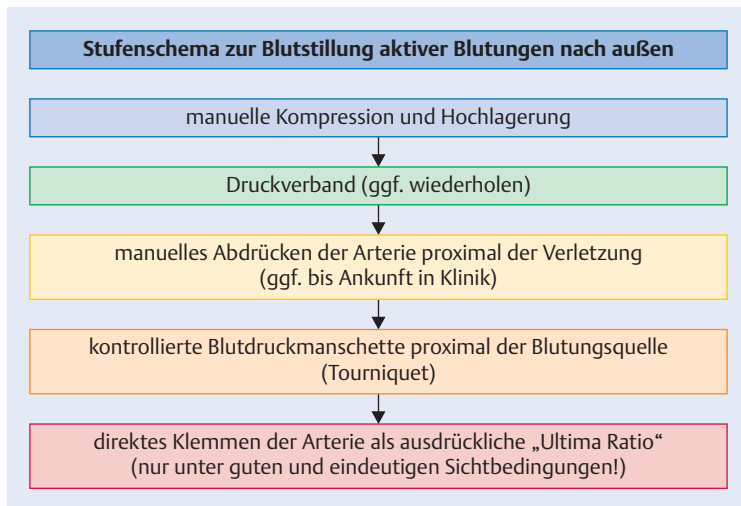 Stufenschema zur Blutstillung aktiver Blutungen nach außen
manuelle Kompression und Hochlagerung
Druckverband (ggf. wiederholen)
manuelles Abdrücken der Arterie proximal der Verletzung
(ggf. bis Ankunft in Klinik)
kontrollierte Blutdruckmanschette proximal der Blutungsquelle
(Tourniquet)
direktes Klemmen der Arterie als ausdrückliche „Ultima Ratio“
(nur unter guten und eindeutigen Sichtbedingungen!)